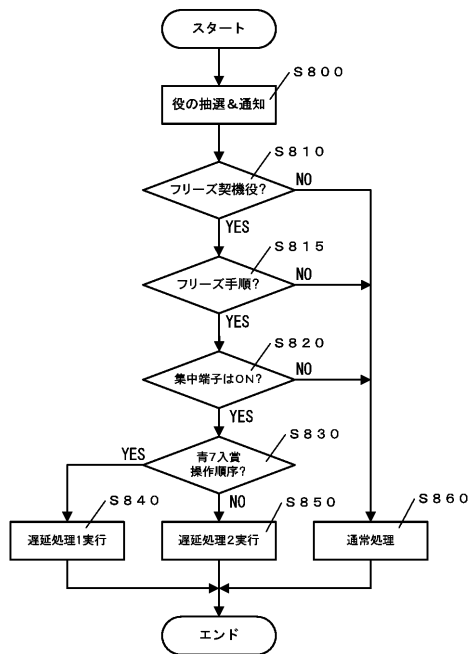 スタート
S800
役の抽選&通知
S810
フリーズ契機役?
NO
YES
S815
フリーズ手順?
NO
YES
S820
集中端子はON?
NO
YES
S830
青7入賞
操作順序?
YES
NO
S840
遅延処理1実行
S850
遅延処理2実行
S860
通常処理
エンド